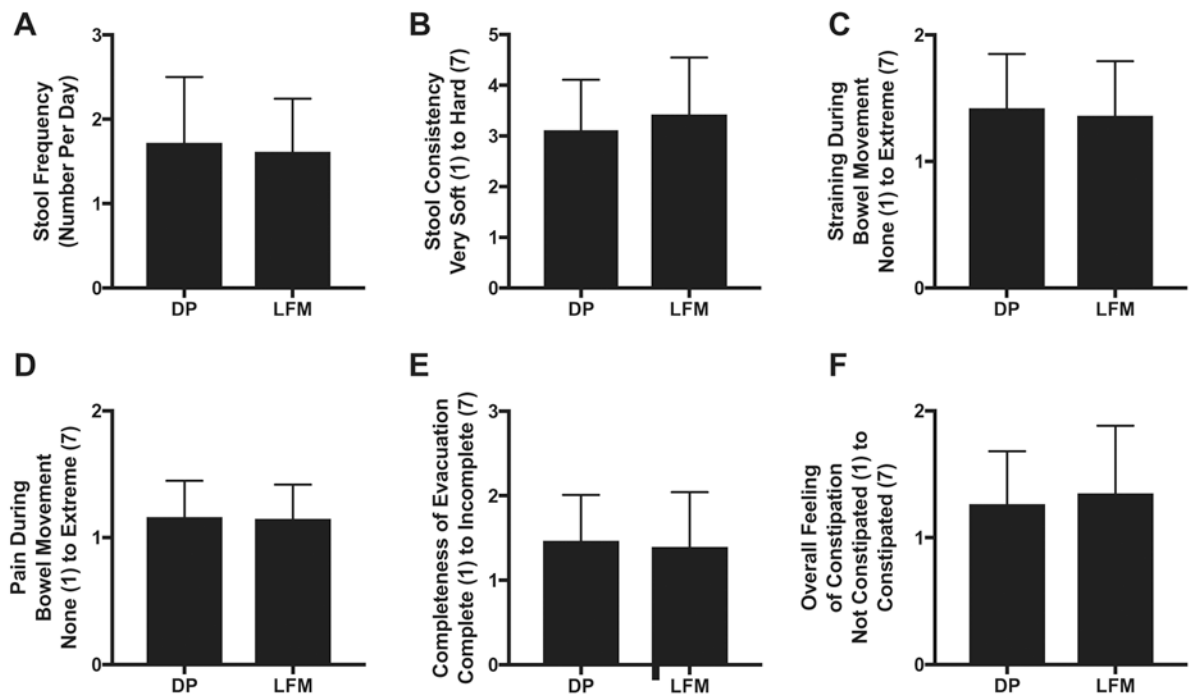 A
Stool Frequency
(Number Per Day)
3
2
1
0
DP
LFM
B
Stool Consistency
Very Soft (1) to Hard (7)
5
4
3
2
1
0
DP
LFM
C
Straining During
Bowel Movement
None (1) to Extreme (7)
2
1
0
DP
LFM
D
Pain During
Bowel Movement
None (1) to Extreme (7)
2
1
0
DP
LFM
E
Completeness of Evacuation
Complete (1) to Incomplete (7)
3
2
1
0
DP
LFM
F
Overall Feeling
of Constipation
Not Constipated (1) to
Constipated (7)
2
1
0
DP
LFM